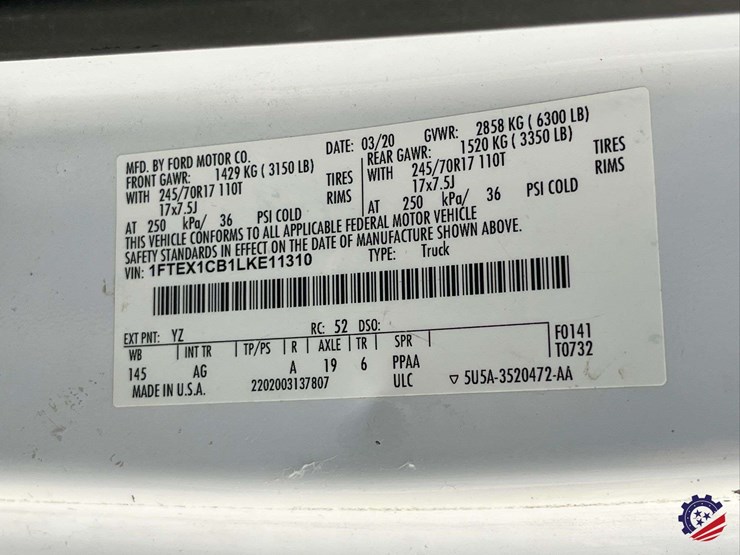 MFD. BY FORD MOTOR CO. DATE: 03/20 GVWR: 2858 KG ( 6300 LB)
FRONT GAWR: 1429 KG ( 3150 LB) REAR GAWR: 1520 KG ( 3350 LB)
WITH 245/70R17 110T TIRES WITH 245/70R17 110T TIRES
17x7.5J RIMS 17x7.5J RIMS
AT 250 kPa/ 36 PSI COLD AT 250 kPa/ 36 PSI COLD
THIS VEHICLE CONFORMS TO ALL APPLICABLE FEDERAL MOTOR VEHICLE
SAFETY STANDARDS IN EFFECT ON THE DATE OF MANUFACTURE SHOWN ABOVE.
VIN: 1FTEX1CB1LKE11310 TYPE: Truck
EXT PNT: YZ RC: 52 DSO: F0141
WB INT TR TP/PS R AXLE TR SPR T0732
145 AG A 19 6 PPAA
MADE IN U.S.A. 2202003137807 ULC ▽ 5U5A-3520472-AA